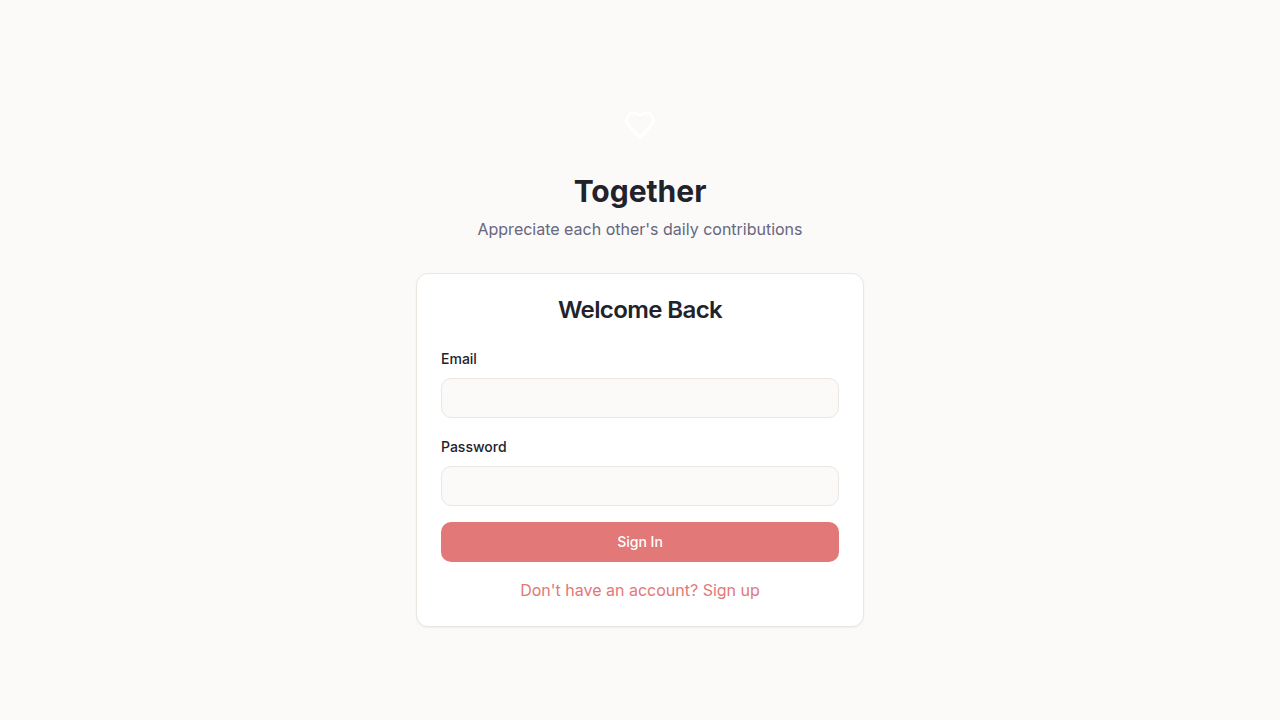 Together
Appreciate each other's daily contributions
Welcome Back
Email
Password
Sign In
Don't have an account? Sign up